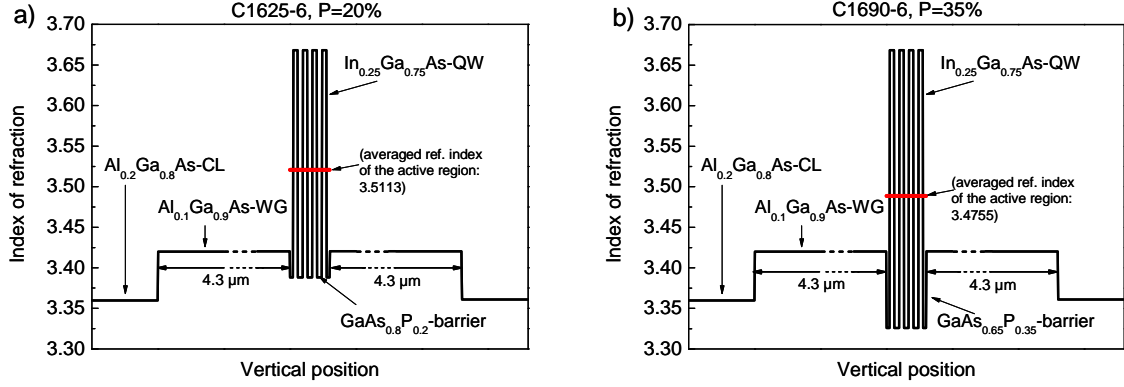 a)
C1625-6, P=20%
Index of refraction
3.70
3.65
3.60
3.55
3.50
3.45
3.40
3.35
3.30
In0.25Ga0.75As-QW
(averaged ref. index
of the active region:
3.5113)
Al0.2Ga0.8As-CL
Al0.1Ga0.9As-WG
4.3 µm
4.3 µm
GaAs0.8P0.2-barrier
Vertical position
b)
C1690-6, P=35%
Index of refraction
3.70
3.65
3.60
3.55
3.50
3.45
3.40
3.35
3.30
In0.25Ga0.75As-QW
Al0.2Ga0.8As-CL
(averaged ref. index
of the active region:
3.4755)
Al0.1Ga0.9As-WG
4.3 µm
4.3 µm
GaAs0.65P0.35-barrier
Vertical position